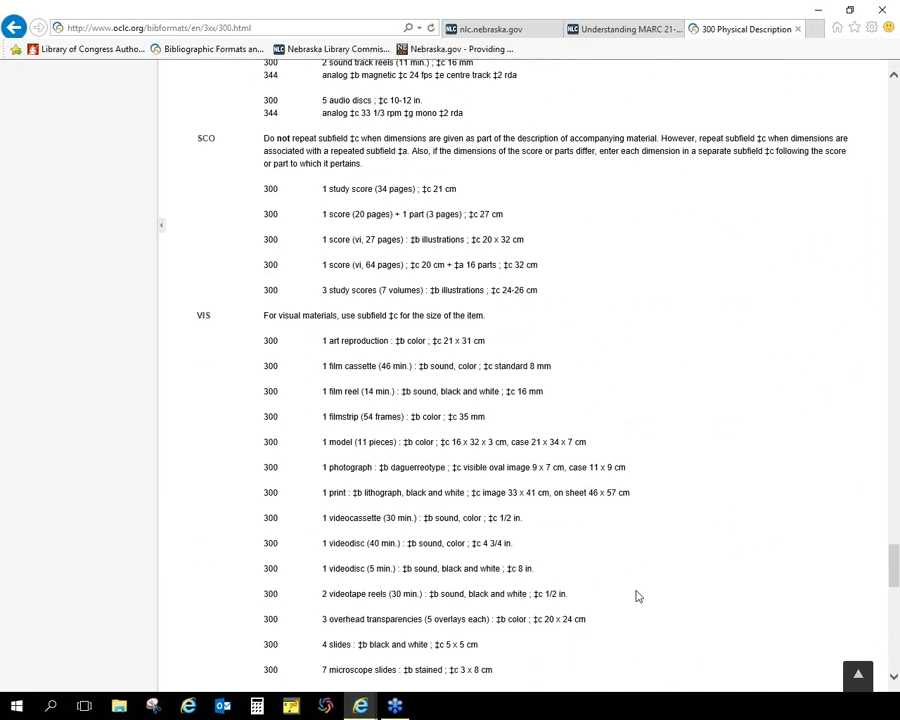 http://www.oclc.org/bibformats/en/3xx/300.html
nlc.nebraska.gov
Understanding MARC 21-...
300 Physical Description
Library of Congress Autho...
Bibliographic Formats an...
Nebraska Library Commis...
Nebraska.gov - Providing ...
300 2 sound track reels (11 min.) ; ‡c 16 mm
344 analog ‡b magnetic ‡c 24 fps ‡e centre track ‡2 rda
300 5 audio discs ; ‡c 10-12 in.
344 analog ‡c 33 1/3 rpm ‡g mono ‡2 rda
SCO Do not repeat subfield ‡c when dimensions are given as part of the description of accompanying material. However, repeat subfield ‡c when dimensions are
associated with a repeated subfield ‡a. Also, if the dimensions of the score or parts differ, enter each dimension in a separate subfield ‡c following the score
or part to which it pertains.
300 1 study score (34 pages) ; ‡c 21 cm
300 1 score (20 pages) + 1 part (3 pages) ; ‡c 27 cm
300 1 score (vi, 27 pages) : ‡b illustrations ; ‡c 20 x 32 cm
300 1 score (vi, 64 pages) ; ‡c 20 cm + ‡a 16 parts ; ‡c 32 cm
300 3 study scores (7 volumes) : ‡b illustrations ; ‡c 24-26 cm
VIS For visual materials, use subfield ‡c for the size of the item.
300 1 art reproduction : ‡b color ; ‡c 21 x 31 cm
300 1 film cassette (46 min.) : ‡b sound, color ; ‡c standard 8 mm
300 1 film reel (14 min.) : ‡b sound, black and white ; ‡c 16 mm
300 1 filmstrip (54 frames) : ‡b color ; ‡c 35 mm
300 1 model (11 pieces) : ‡b color ; ‡c 16 x 32 x 3 cm, case 21 x 34 x 7 cm
300 1 photograph : ‡b daguerreotype ; ‡c visible oval image 9 x 7 cm, case 11 x 9 cm
300 1 print : ‡b lithograph, black and white ; ‡c image 33 x 41 cm, on sheet 46 x 57 cm
300 1 videocassette (30 min.) : ‡b sound, color ; ‡c 1/2 in.
300 1 videodisc (40 min.) : ‡b sound, color ; ‡c 4 3/4 in.
300 1 videodisc (5 min.) : ‡b sound, black and white ; ‡c 8 in.
300 2 videotape reels (30 min.) : ‡b sound, black and white ; ‡c 1/2 in.
300 3 overhead transparencies (5 overlays each) : ‡b color ; ‡c 20 x 24 cm
300 4 slides : ‡b black and white ; ‡c 5 x 5 cm
300 7 microscope slides : ‡b stained ; ‡c 3 x 8 cm